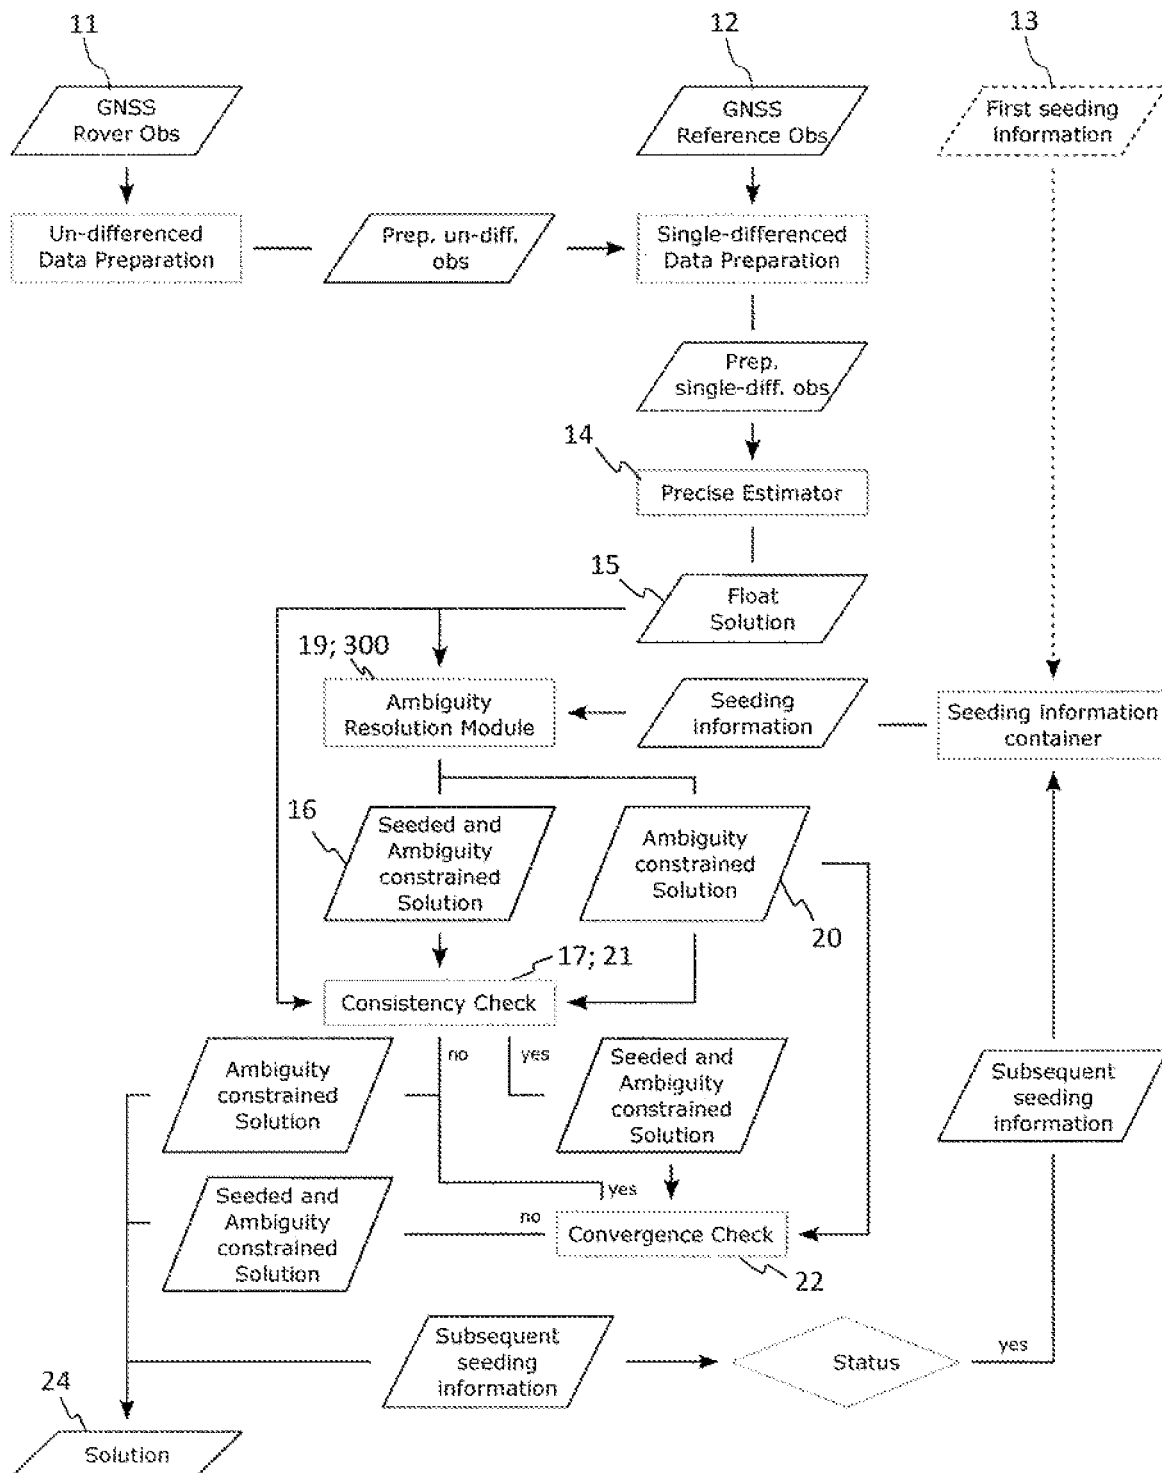 11
12
13
GNSS
Rover Obs
GNSS
Reference Obs
First seeding
information
Un-differenced
Data Preparation
Prep. un-diff.
obs
Single-differenced
Data Preparation
Prep.
single-diff. obs
14
Precise Estimator
15
Float
Solution
19; 300
Ambiguity
Resolution Module
Seeding
information
Seeding information
container
16
Seeded and
Ambiguity
constrained
Solution
Ambiguity
constrained
Solution
20
17; 21
Consistency Check
no
yes
Ambiguity
constrained
Solution
Seeded and
Ambiguity
constrained
Solution
Subsequent
seeding
information
yes
Seeded and
Ambiguity
constrained
Solution
no
Convergence Check
22
Subsequent
seeding
information
Status
yes
24
Solution